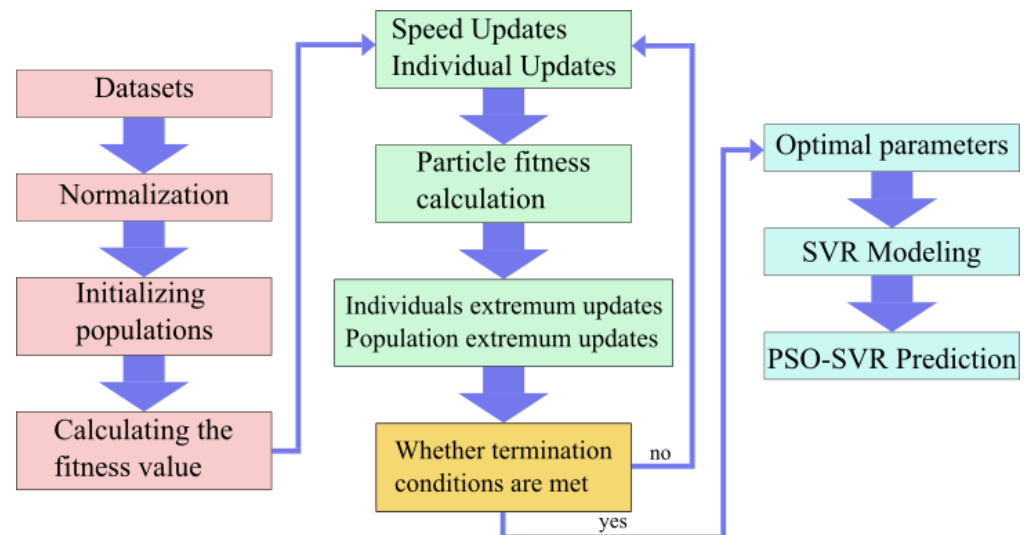 Datasets
Normalization
Initializing
populations
Calculating the
fitness value
Speed Updates
Individual Updates
Particle fitness
calculation
Individuals extremum updates
Population extremum updates
Whether termination
conditions are met
no
yes
Optimal parameters
SVR Modeling
PSO-SVR Prediction